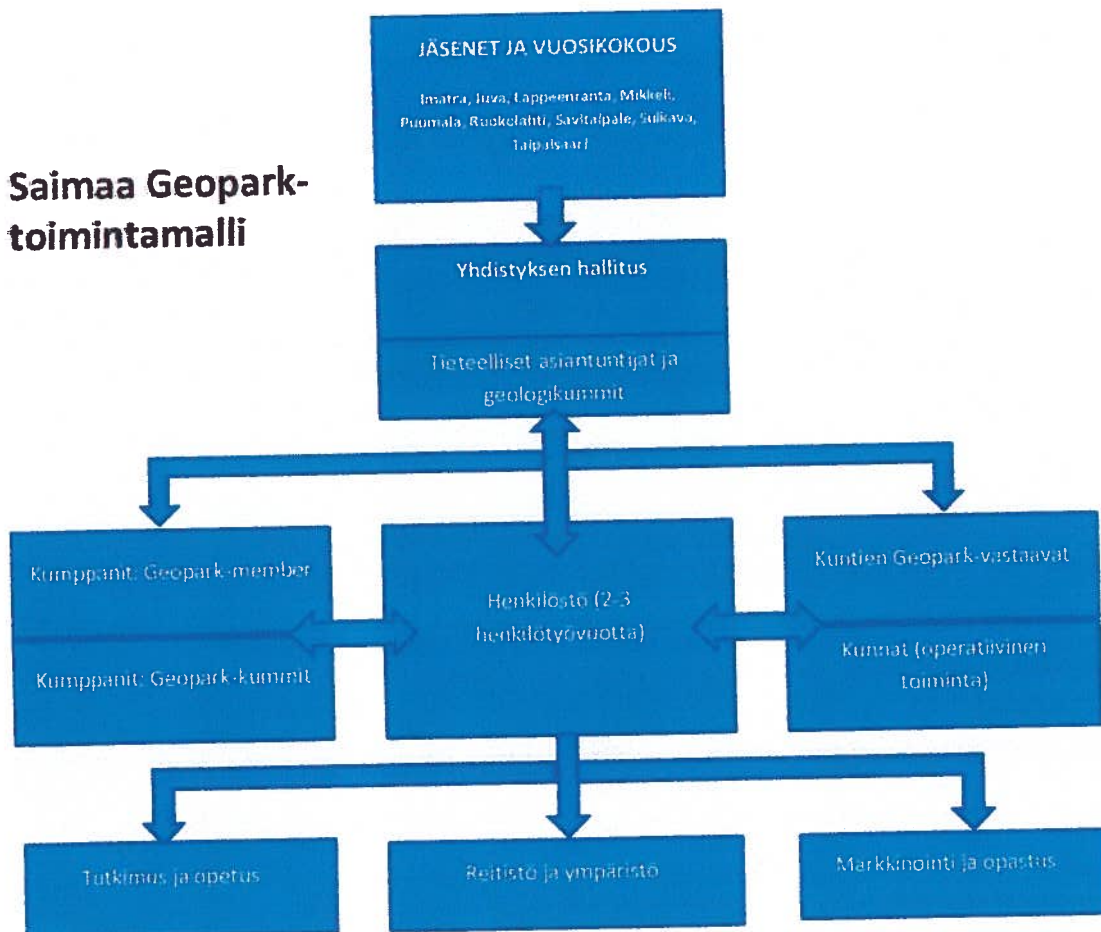 JÄSENET JA VUOSIKOKOUS
Imatra, Juva, Lappeenranta, Mikkeli,
Puumala, Ruokolahti, Savitaipale, Sulkava,
Taipalsaari
Saimaa Geopark-
toimintamalli
Yhdistyksen hallitus
Tieteelliset asiantuntijat ja
geologikummit
Kumppanit: Geopark-member
Kumppanit: Geopark-kummit
Henkilöstö (2-3
henkilötyövuotta)
Kuntien Geopark-vastaavat
Kunnat (operatiivinen
toiminta)
Tutkimus ja opetus
Reitistö ja ympäristö
Markkinointi ja opastus